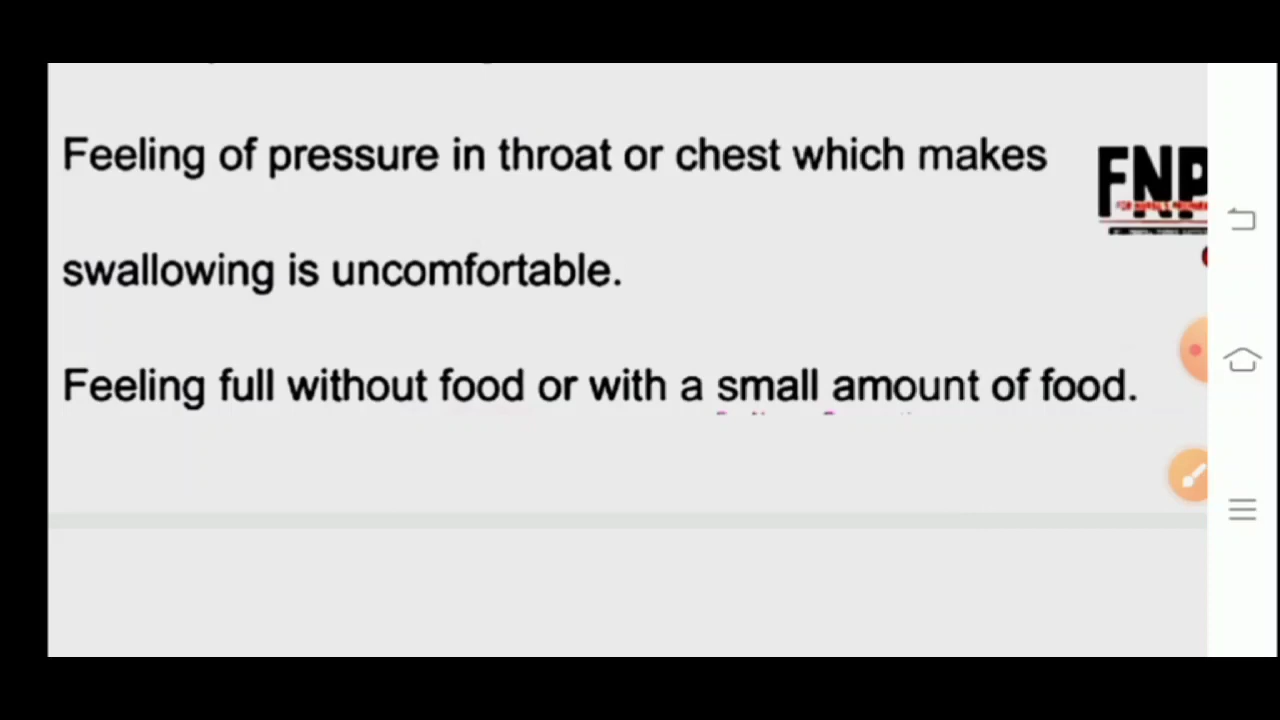 Feeling of pressure in throat or chest which makes
FNP
swallowing is uncomfortable.
Feeling full without food or with a small amount of food.